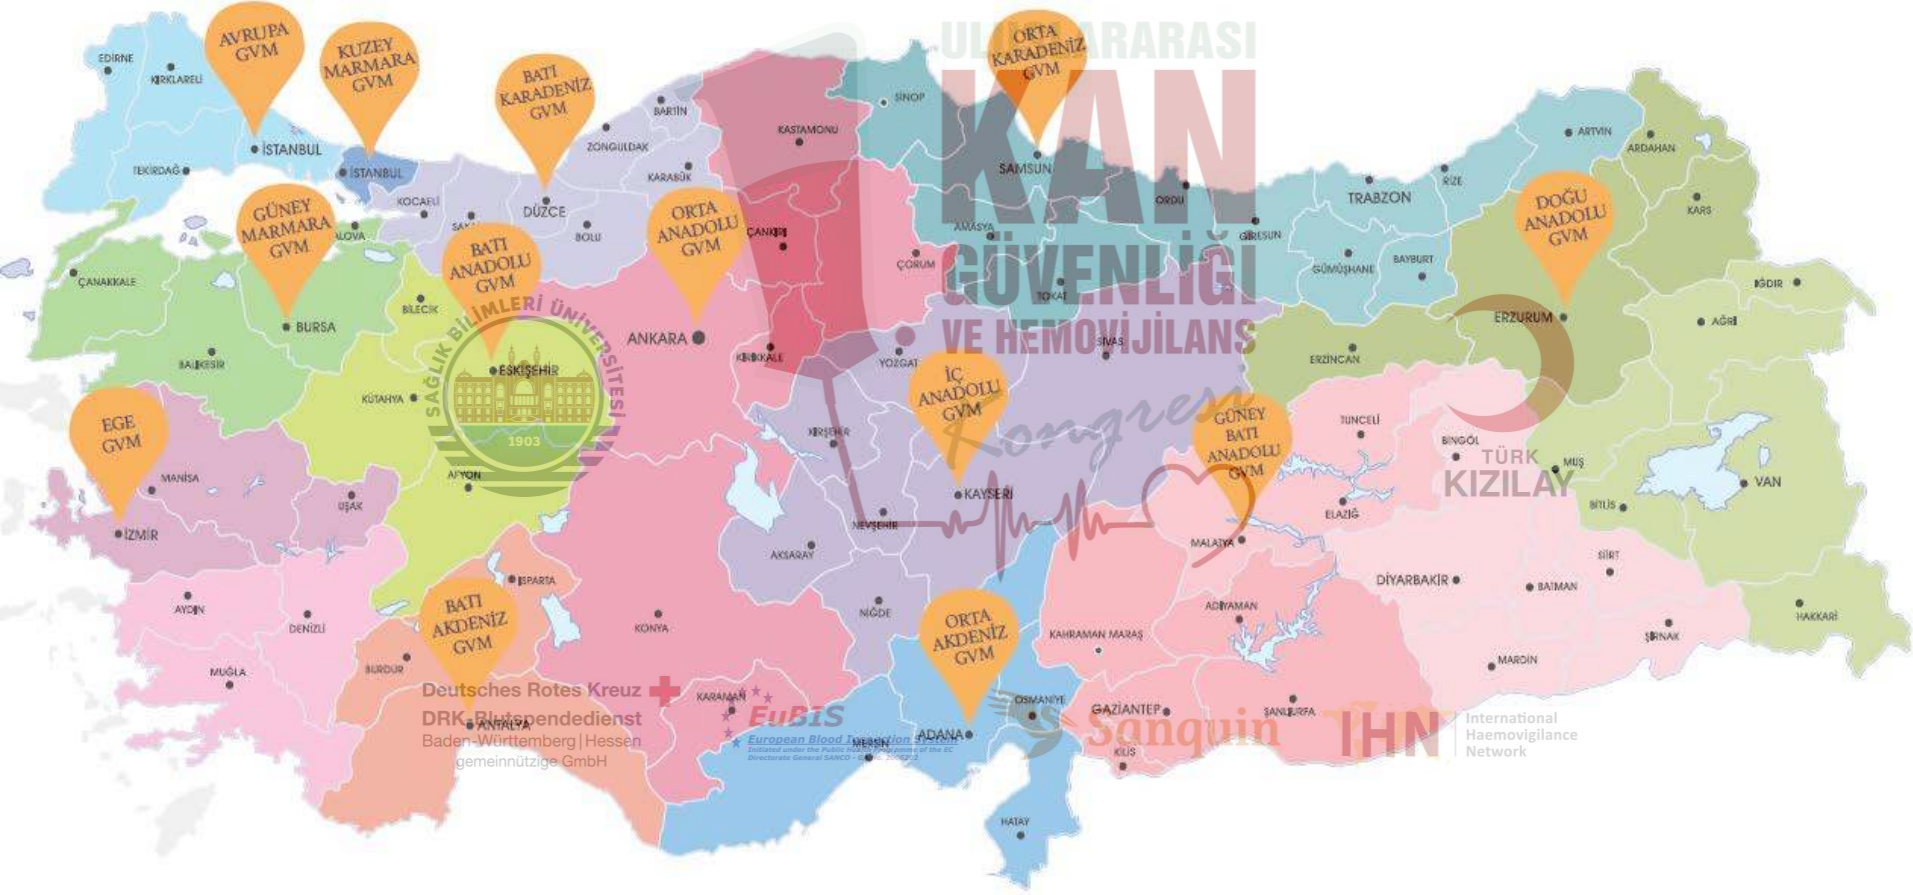 AVRUPA
GVM
KUZEY
MARMARA
GVM
BATI
KARADENİZ
GVM
ORTA
KARADENİZ
GVM
ULUSLARARASI
KAN
GÜVENLİĞİ
VE HEMOVİJİLANS
Kongresi
EDİRNE
KIRKLARELİ
TEKİRDAĞ
İSTANBUL
İSTANBUL
KOCAELİ
DÜZCE
BOLU
ZONGULDAK
BARTIN
KARABÜK
KASTAMONU
SİNOP
SAMSUN
ÇANKIRI
ÇORUM
AMASYA
TOKAT
ORDU
GİRESUN
TRABZON
RİZE
ARTVİN
ARDAHAN
KARS
GÜMÜŞHANE
BAYBURT
IĞDIR
AĞRI
GÜNEY
MARMARA
GVM
BATI
ANADOLU
GVM
ORTA
ANADOLU
GVM
DOĞU
ANADOLU
GVM
ÇANAKKALE
BALIKESİR
BURSA
BİLECİK
ESKİŞEHİR
KÜTAHYA
AFYON
SAĞLIK BİLİMLERİ ÜNİVERSİTESİ
1903
ANKARA
KIRIKKALE
YOZGAT
SİVAS
ERZİNCAN
ERZURUM
EGE
GVM
İÇ
ANADOLU
GVM
GÜNEY
BATI
ANADOLU
GVM
MANİSA
UŞAK
İZMİR
KIRŞEHİR
NEVŞEHİR
KAYSERİ
AKSARAY
NİĞDE
TUNCELİ
BİNGÖL
MUŞ
TÜRK
KIZILAY
VAN
BİTLİS
ELAZIĞ
MALATYA
ADIYAMAN
DİYARBAKIR
BATMAN
SİİRT
ŞIRNAK
HAKKARİ
MARDİN
AYDIN
DENİZLİ
MUĞLA
ISPARTA
BURDUR
BATI
AKDENİZ
GVM
ANTALYA
KONYA
KARAMAN
ORTA
AKDENİZ
GVM
MERSİN
ADANA
OSMANİYE
KAHRAMAN MARAŞ
GAZİANTEP
KİLİS
ŞANLIURFA
HATAY
Deutsches Rotes Kreuz
DRK-Blutspendedienst
Baden-Württemberg | Hessen
gemeinnützige GmbH
EuBIS
European Blood Inspection System
Sanquin
IHN
International
Haemovigilance
Network